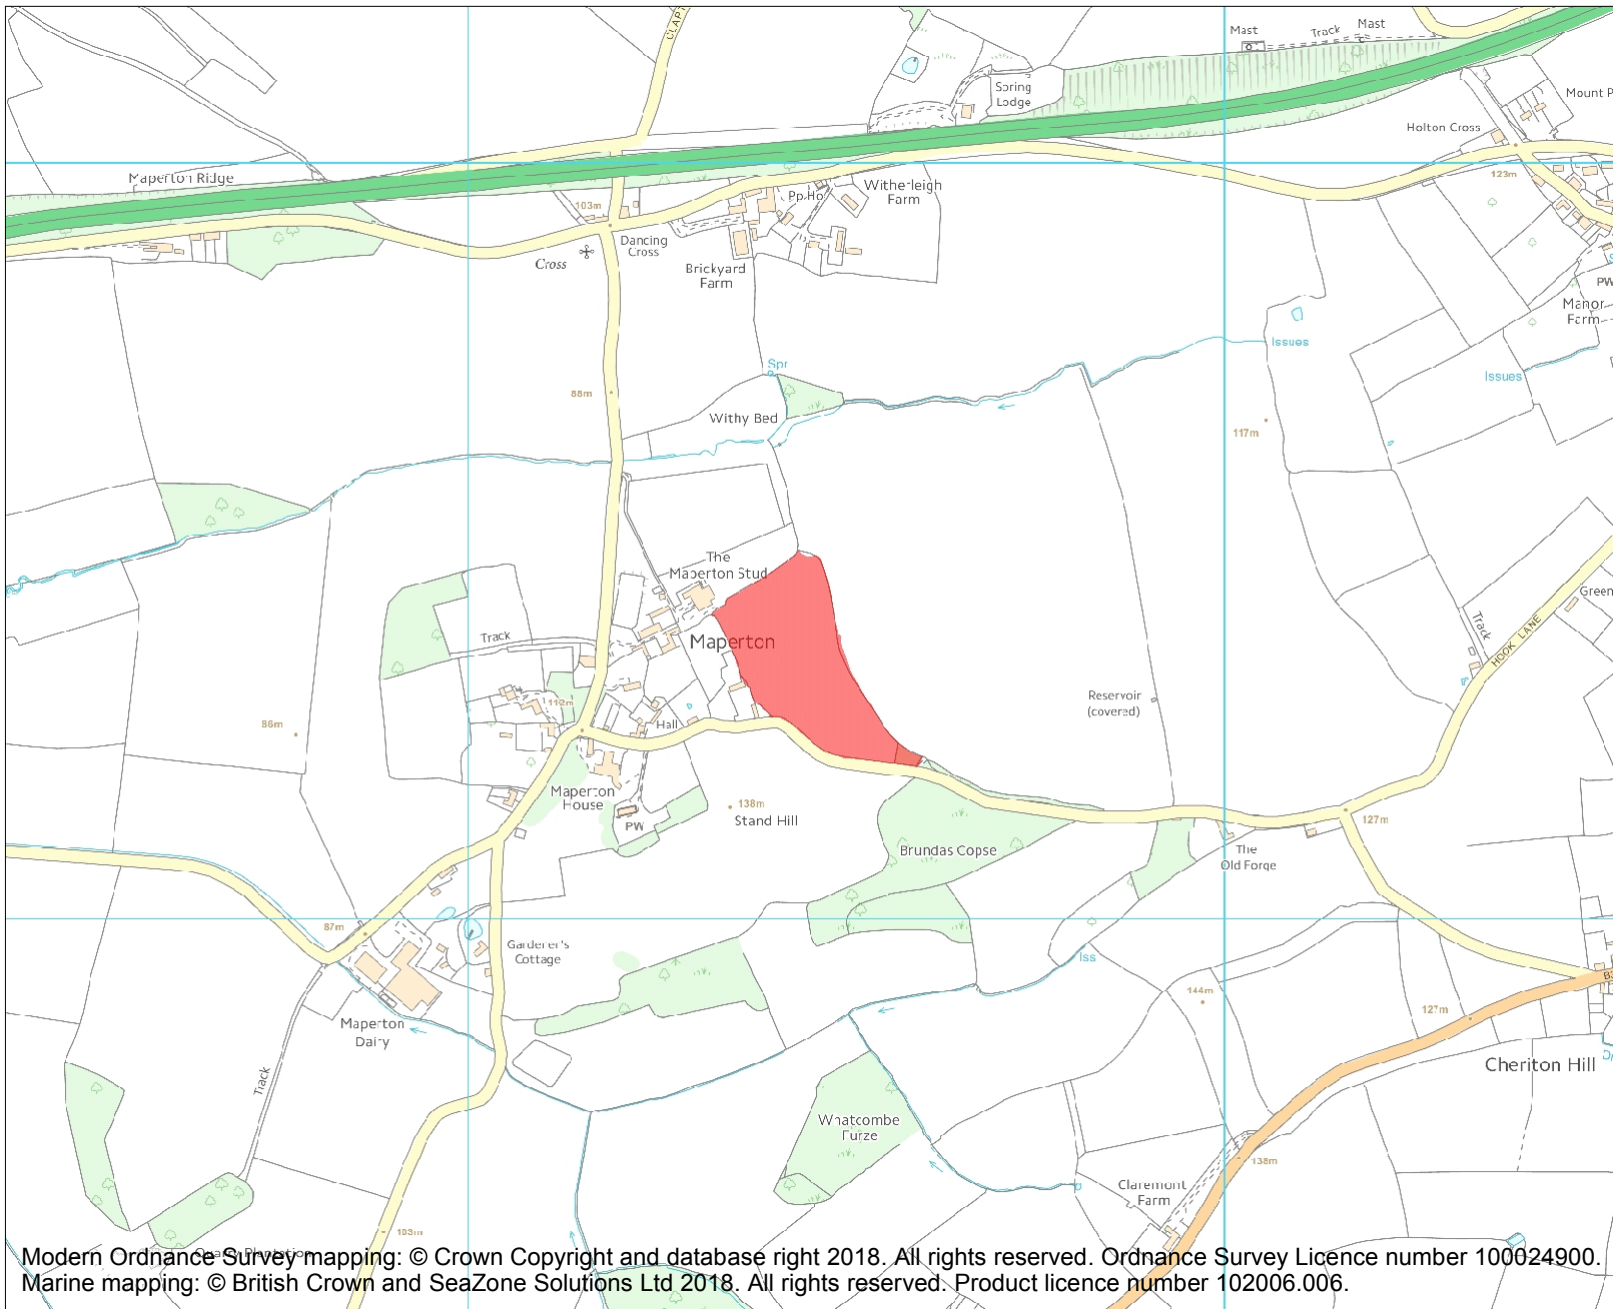 CLAPT
Mast
Track
Mast
Spring
Lodge
Mount P
Holton Cross
123m
Maperton Ridge
103m
Pp Ho
Witherleigh
Farm
Dancing
Cross
Cross
Brickyard
Farm
PW
Manor
Farm
Issues
Issues
Spr
88m
Withy Bed
117m
The
Maperton Stud
Track
Maperton
Green
Track
HOOK LANE
Reservoir
(covered)
112m
Hall
86m
Maperton
House
138m
Stand Hill
PW
127m
Brundas Copse
The
Old Forge
87m
Gardener's
Cottage
Iss
144m
127m
Maperton
Dairy
Cheriton Hill
Track
Whatcombe
Furze
138m
Claremont
Farm
103m
Quarry Plantation
Modern Ordnance Survey mapping: © Crown Copyright and database right 2018. All rights reserved. Ordnance Survey Licence number 100024900.
Marine mapping: © British Crown and SeaZone Solutions Ltd 2018. All rights reserved. Product licence number 102006.006.